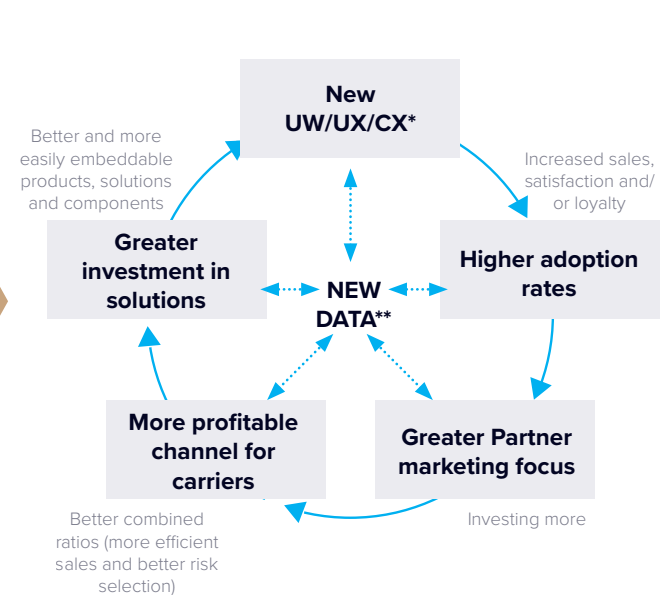 New
UW/UX/CX*
Better and more
easily embeddable
products, solutions
and components
Increased sales,
satisfaction and/
or loyalty
Greater
investment in
solutions
Higher adoption
rates
NEW
DATA**
More profitable
channel for
carriers
Greater Partner
marketing focus
Better combined
ratios (more efficient
sales and better risk
selection)
Investing more